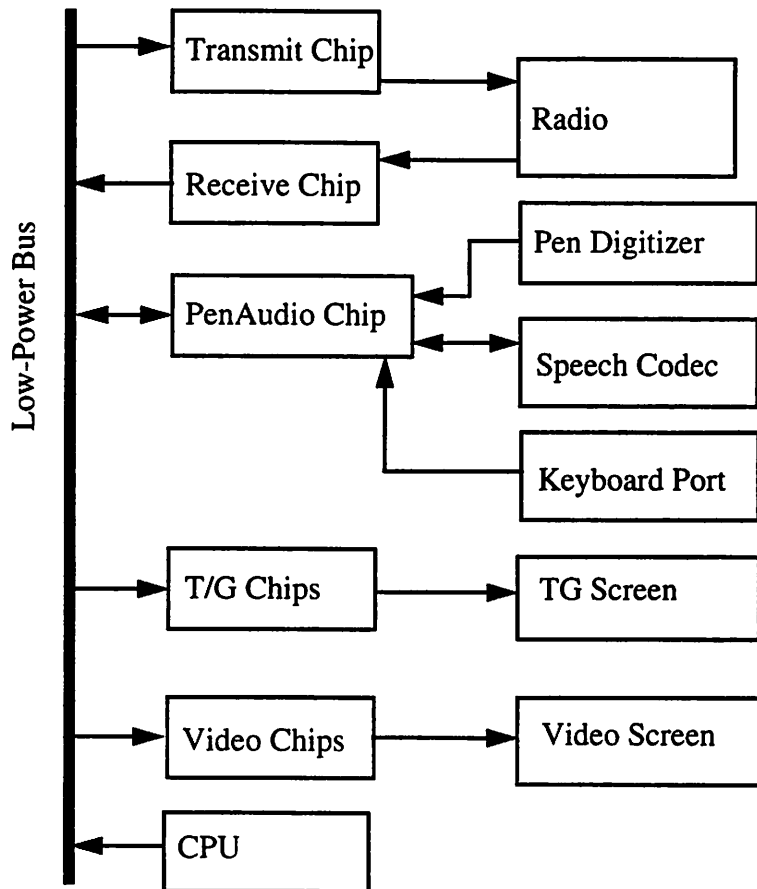 Transmit Chip
Radio
Receive Chip
Low-Power Bus
Pen Digitizer
PenAudio Chip
Speech Codec
Keyboard Port
T/G Chips
TG Screen
Video Chips
Video Screen
CPU